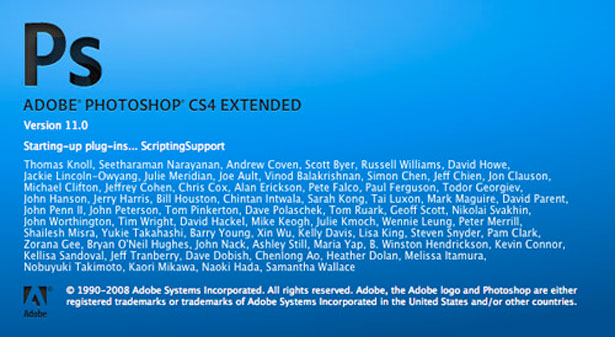 Ps
ADOBE® PHOTOSHOP® CS4 EXTENDED
Version 11.0
Starting-up plug-ins... ScriptingSupport
Thomas Knoll, Seetharaman Narayanan, Andrew Coven, Scott Byer, Russell Williams, David Howe,
Jackie Lincoln-Owyang, Julie Meridian, Joe Ault, Vinod Balakrishnan, Simon Chen, Jeff Chien, Jon Clauson,
Michael Clifton, Jeffrey Cohen, Chris Cox, Alan Erickson, Pete Falco, Paul Ferguson, Todor Georgiev,
John Hanson, Jerry Harris, Bill Houston, Chintan Intwala, Sarah Kong, Tai Luxon, Mark Maguire, David Parent,
John Penn II, John Peterson, Tom Pinkerton, Dave Polaschek, Tom Ruark, Geoff Scott, Nikolai Svakhin,
John Worthington, Tim Wright, David Hackel, Mike Keogh, Julie Kmoch, Wennie Leung, Peter Merrill,
Shailesh Misra, Yukie Takahashi, Barry Young, Xin Wu, Kelly Davis, Lisa King, Steven Snyder, Pam Clark,
Zorana Gee, Bryan O'Neil Hughes, John Nack, Ashley Still, Maria Yap, B. Winston Hendrickson, Kevin Connor,
Kellisa Sandoval, Jeff Tranberry, Dave Dobish, Chenlong Ao, Heather Dolan, Melissa Itamura,
Nobuyuki Takimoto, Kaori Mikawa, Naoki Hada, Samantha Wallace
© 1990-2008 Adobe Systems Incorporated. All rights reserved. Adobe, the Adobe logo and Photoshop are either
registered trademarks or trademarks of Adobe Systems Incorporated in the United States and/or other countries.
Adobe